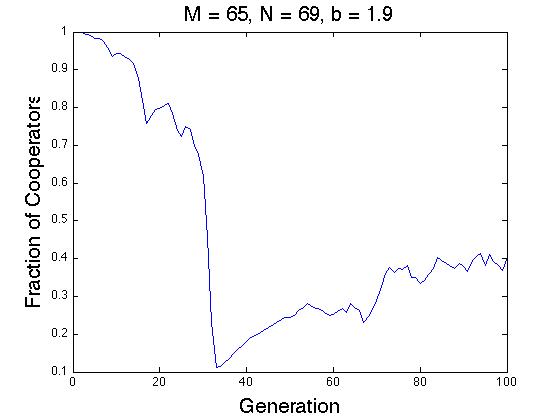 M = 65, N = 69, b = 1.9
1
0.9
0.8
0.7
0.6
0.5
0.4
0.3
0.2
0.1
Fraction of Cooperators
0 20 40 60 80 100
Generation